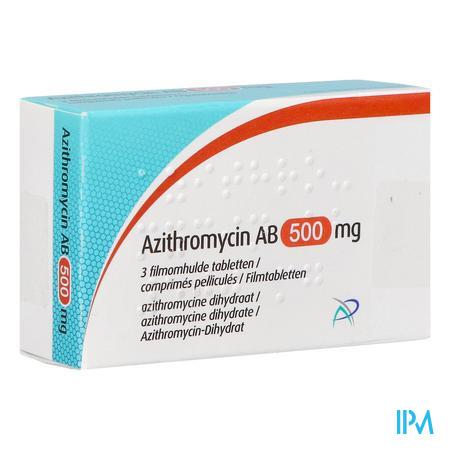 Azithromycin AB 500 mg
Azithromycin AB 500 mg
3 filmomhulde tabletten /
comprimés pelliculés / Filmtabletten
azithromycine dihydraat /
azithromycine dihydrate /
Azithromycin-Dihydrat
IPM